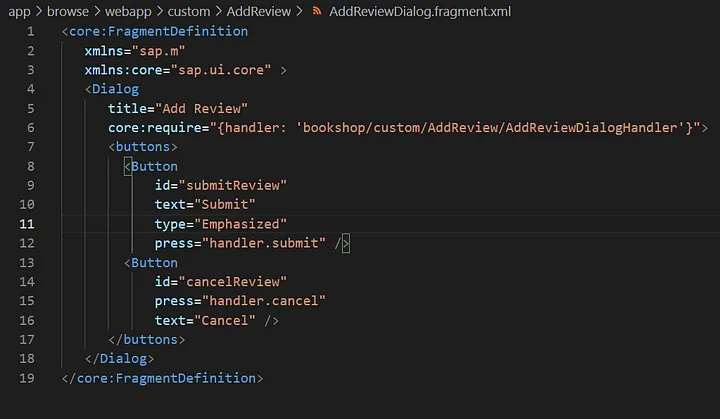 app > browse > webapp > custom > AddReview > AddReviewDialog.fragment.xml
1 <core:FragmentDefinition
2 xmlns="sap.m"
3 xmlns:core="sap.ui.core" >
4 <Dialog
5 title="Add Review"
6 core:require="{handler: 'bookshop/custom/AddReview/AddReviewDialogHandler'}">
7 <buttons>
8 <Button
9 id="submitReview"
10 text="Submit"
11 type="Emphasized"
12 press="handler.submit" />
13 <Button
14 id="cancelReview"
15 press="handler.cancel"
16 text="Cancel" />
17 </buttons>
18 </Dialog>
19 </core:FragmentDefinition>